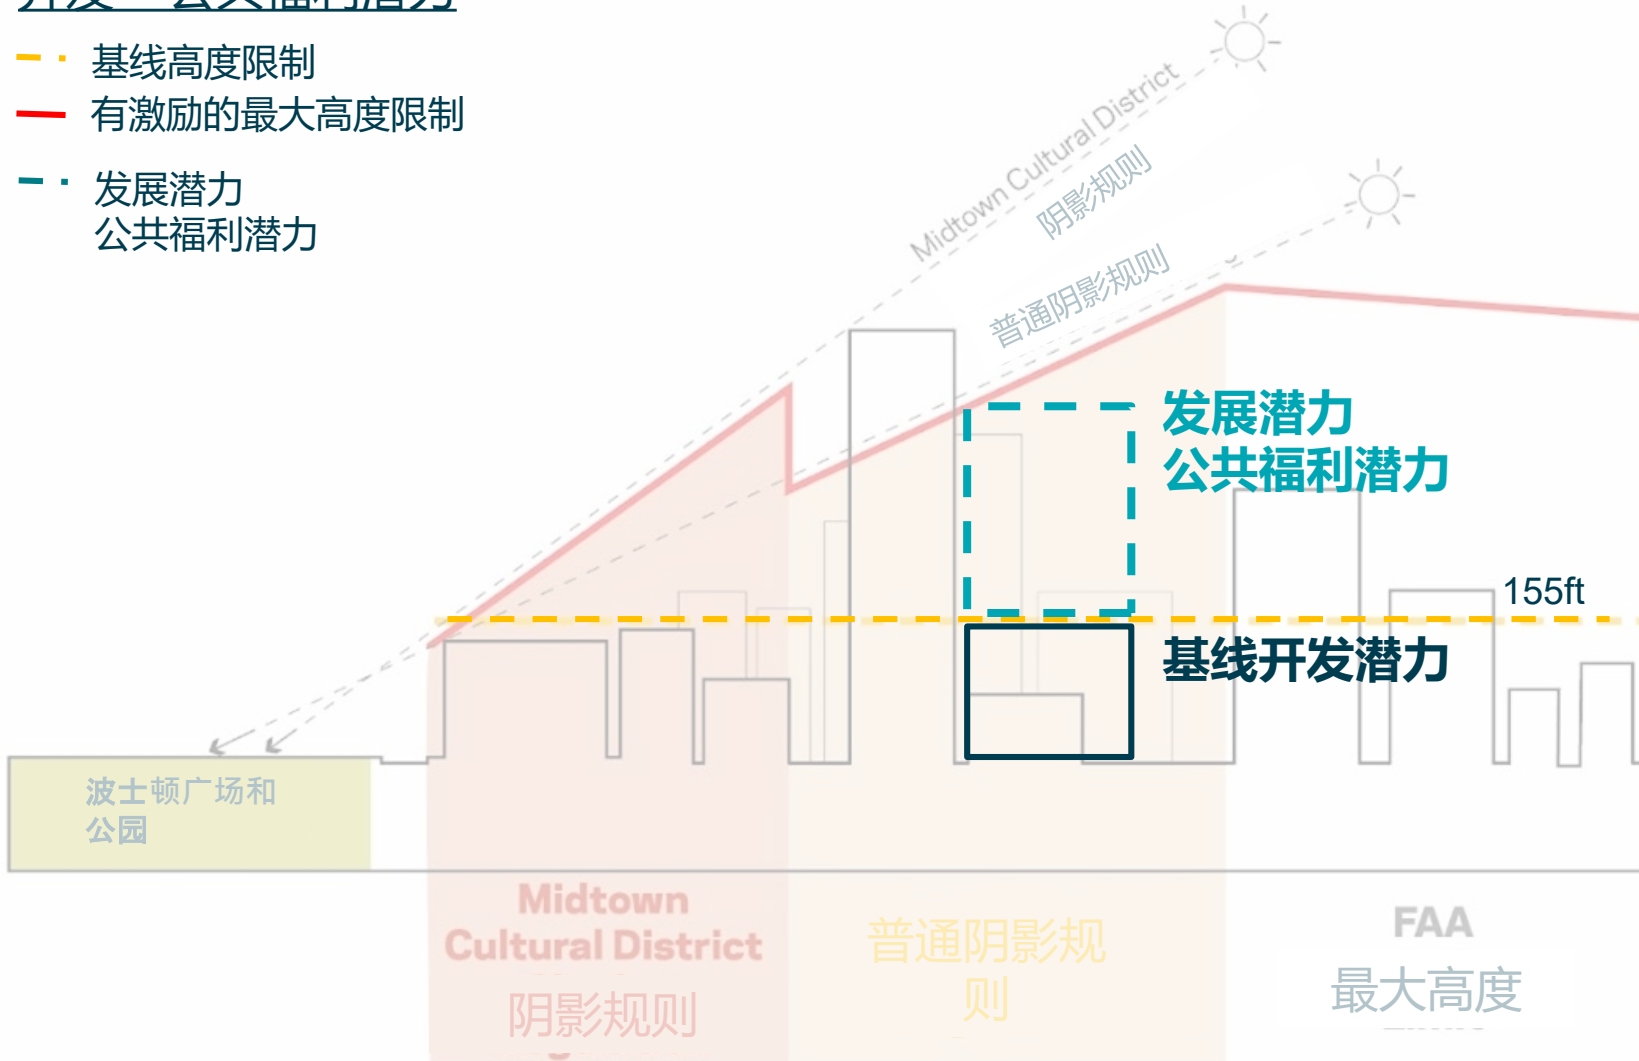 基线高度限制
有激励的最大高度限制
发展潜力
公共福利潜力
Midtown Cultural District
阴影规则
普通阴影规则
发展潜力
公共福利潜力
155ft
基线开发潜力
波士顿广场和
公园
Midtown
Cultural District
阴影规则
普通阴影规
则
FAA
最大高度